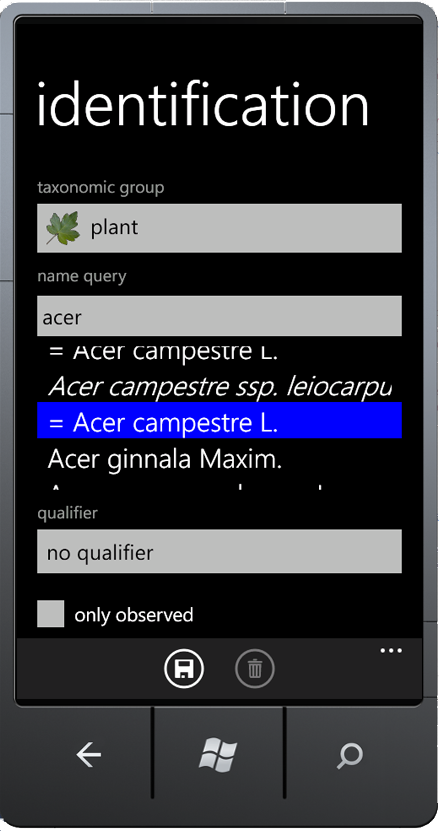 identification
taxonomic group
plant
name query
acer
= Acer campestre L.
Acer campestre ssp. leiocarpu
= Acer campestre L.
Acer ginnala Maxim.
qualifier
no qualifier
only observed
...